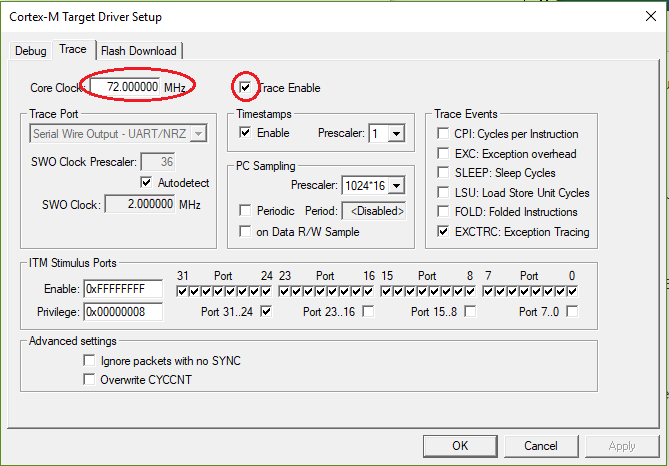 Cortex-M Target Driver Setup
Debug Trace Flash Download
Core Clock: 72.000000 MHz Trace Enable
Trace Port Timestamps Trace Events
Serial Wire Output - UART/NRZ Enable Prescaler: 1 CPI: Cycles per Instruction
SWO Clock Prescaler: 36 EXC: Exception overhead
Autodetect PC Sampling SLEEP: Sleep Cycles
SWO Clock: 2.000000 MHz Prescaler: 1024*16 LSU: Load Store Unit Cycles
Periodic Period: <Disabled> FOLD: Folded Instructions
on Data R/W Sample EXCTRC: Exception Tracing
ITM Stimulus Ports
31 Port 24 23 Port 16 15 Port 8 7 Port 0
Enable: 0xFFFFFFFF
Privilege: 0x00000008 Port 31..24 Port 23..16 Port 15..8 Port 7..0
Advanced settings
Ignore packets with no SYNC
Overwrite CYCCNT
OK Cancel Apply